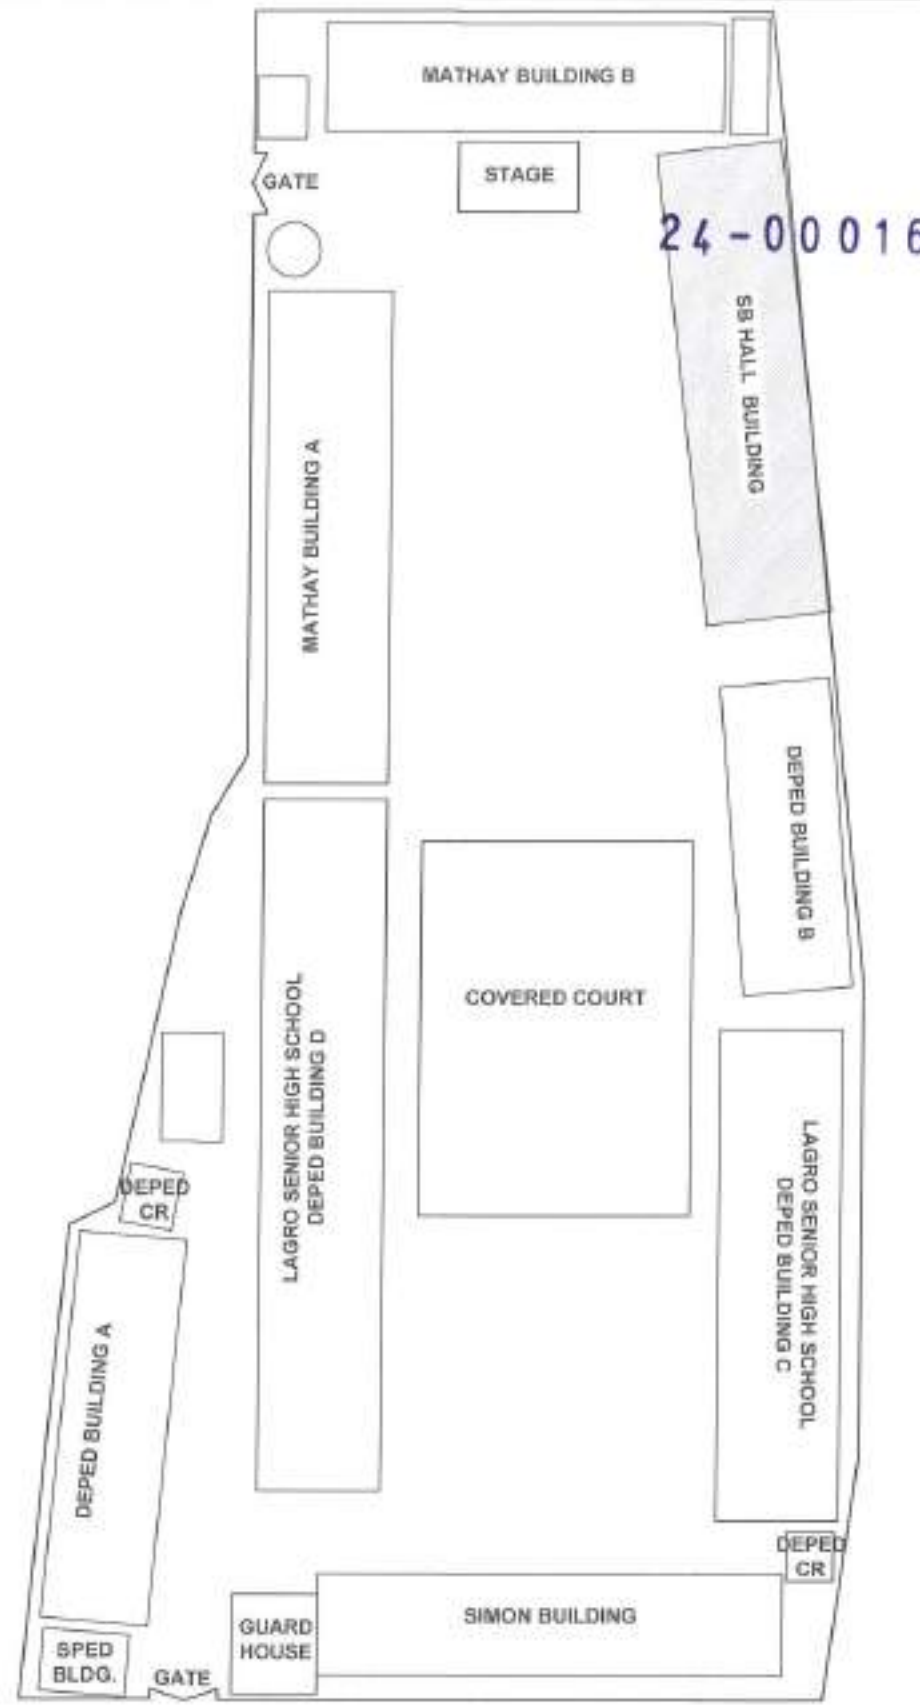 MATHAY BUILDING B
STAGE
GATE
24-00016
SB HALL BUILDING
MATHAY BUILDING A
DEPED BUILDING B
COVERED COURT
LAGRO SENIOR HIGH SCHOOL
DEPED BUILDING D
LAGRO SENIOR HIGH SCHOOL
DEPED BUILDING C
DEPED
CR
DEPED BUILDING A
DEPED
CR
SIMON BUILDING
GUARD
HOUSE
SPED
BLDG.
GATE